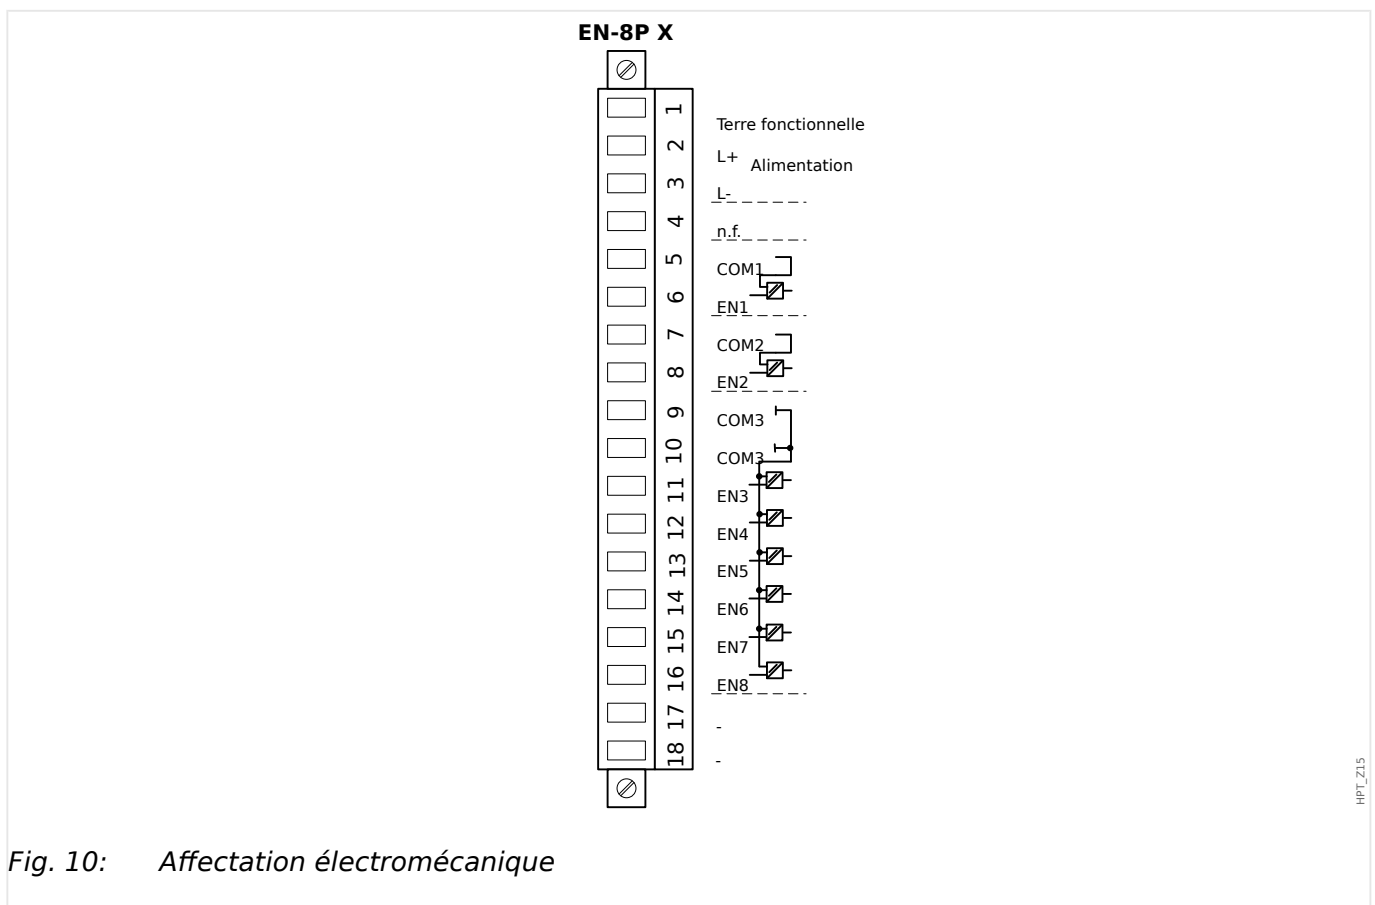 EN-8P X
1
Terre fonctionnelle
2
L+
Alimentation
3
L-
4
n.f.
5
COM1
6
EN1
7
COM2
8
EN2
9
COM3
10
COM3
11
EN3
12
EN4
13
EN5
14
EN6
15
EN7
16
EN8
17
-
18
-
HPT_Z15
Fig. 10: Affectation électromécanique